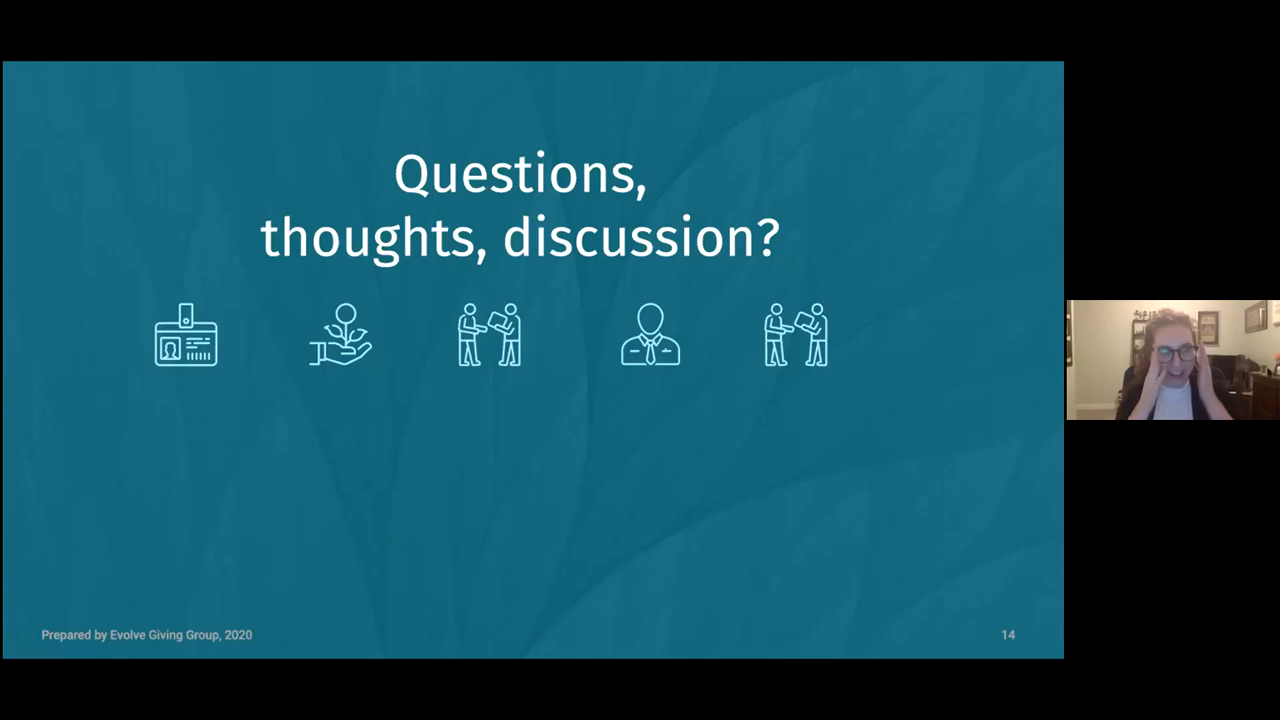 Questions,
thoughts, discussion?
Prepared by Evolve Giving Group, 2020
14